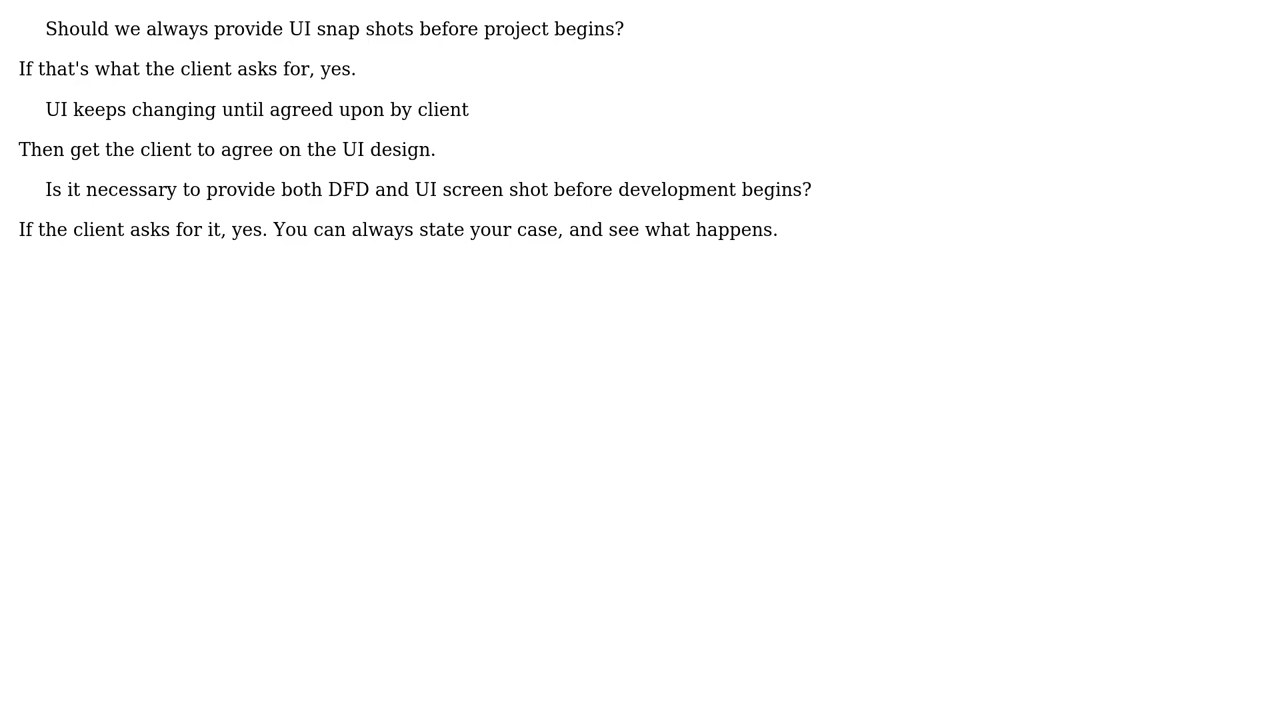 Should we always provide UI snap shots before project begins?
If that's what the client asks for, yes.
UI keeps changing until agreed upon by client
Then get the client to agree on the UI design.
Is it necessary to provide both DFD and UI screen shot before development begins?
If the client asks for it, yes. You can always state your case, and see what happens.